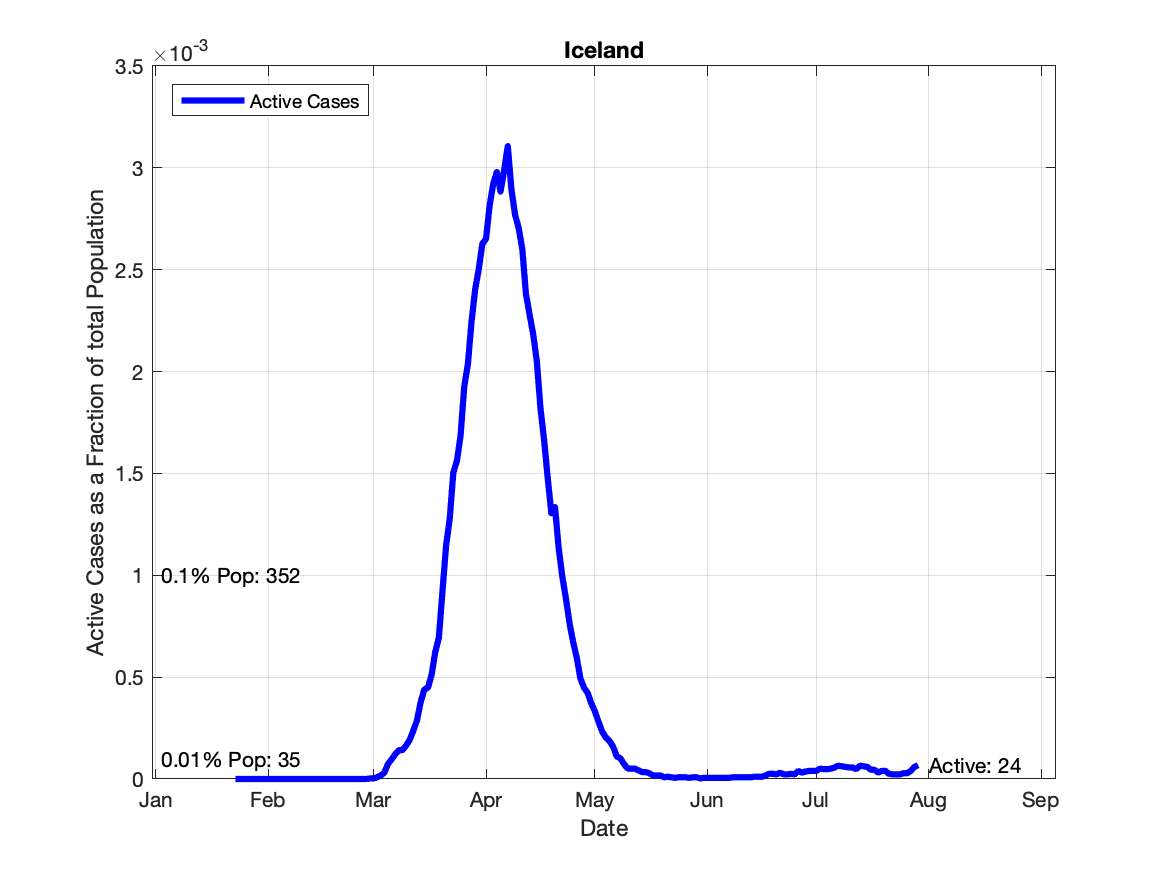 Iceland
×10-3
3.5
Active Cases
3
2.5
2
1.5
1
0.1% Pop: 352
0.5
0.01% Pop: 35
0
Active: 24
Jan Feb Mar Apr May Jun Jul Aug Sep
Date
Active Cases as a Fraction of total Population